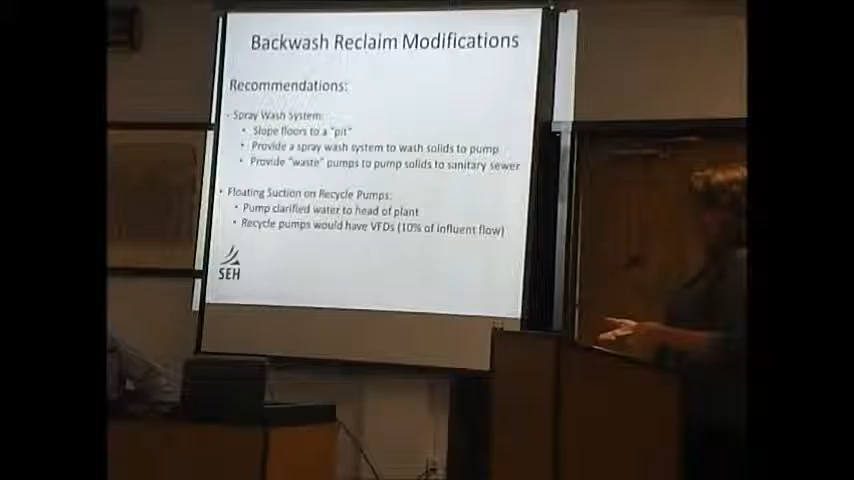 Backwash Reclaim Modifications
Recommendations:
- Spray Wash System:
• Slope floors to a "pit"
• Provide a spray wash system to wash solids to pump
• Provide "waste" pumps to pump solids to sanitary sewer
• Floating Suction on Recycle Pumps:
• Pump clarified water to head of plant
• Recycle pumps would have VFDs (10% of influent flow)
SEH